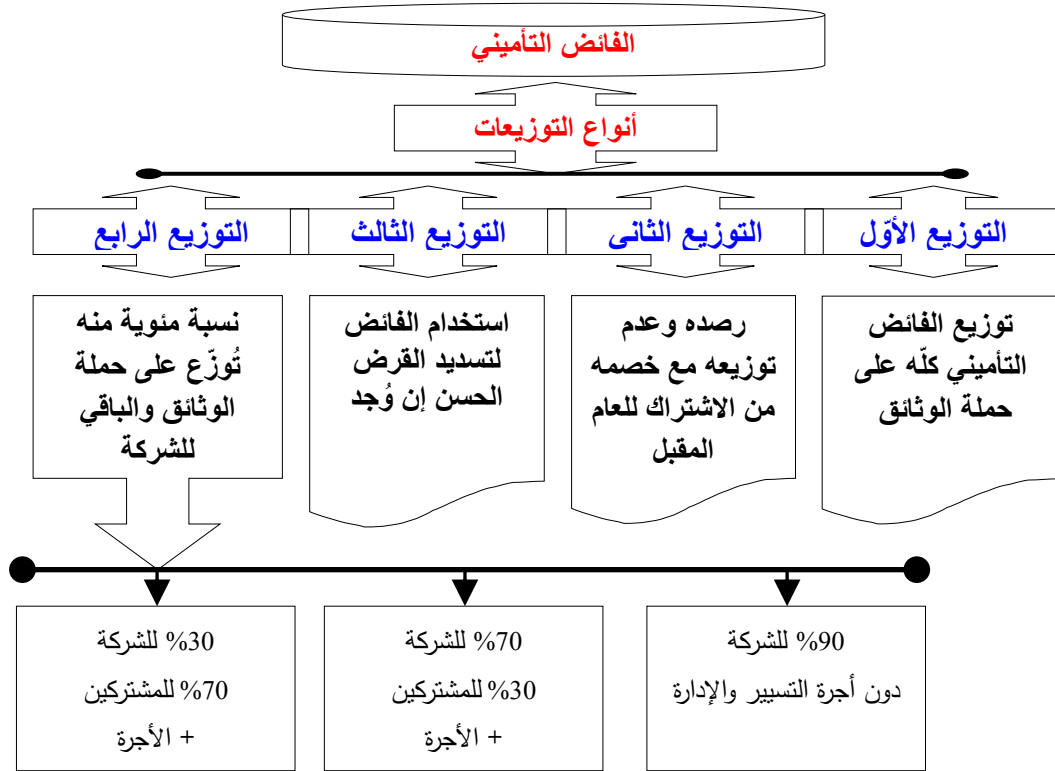 الفائض التأميني
أنواع التوزيعات
التوزيع الأوّل
التوزيع الثاني
التوزيع الثالث
التوزيع الرابع
توزيع الفائض
التأميني كلّه على
حملة الوثائق
رصده وعدم
توزيعه مع خصمه
من الاشتراك للعام
المقبل
استخدام الفائض
لتسديد القرض
الحسن إن وُجد
نسبة مئوية منه
تُوزّع على حملة
الوثائق والباقي
للشركة
90% للشركة
دون أجرة التسيير والإدارة
70% للشركة
30% للمشتركين
+ الأجرة
30% للشركة
70% للمشتركين
+ الأجرة